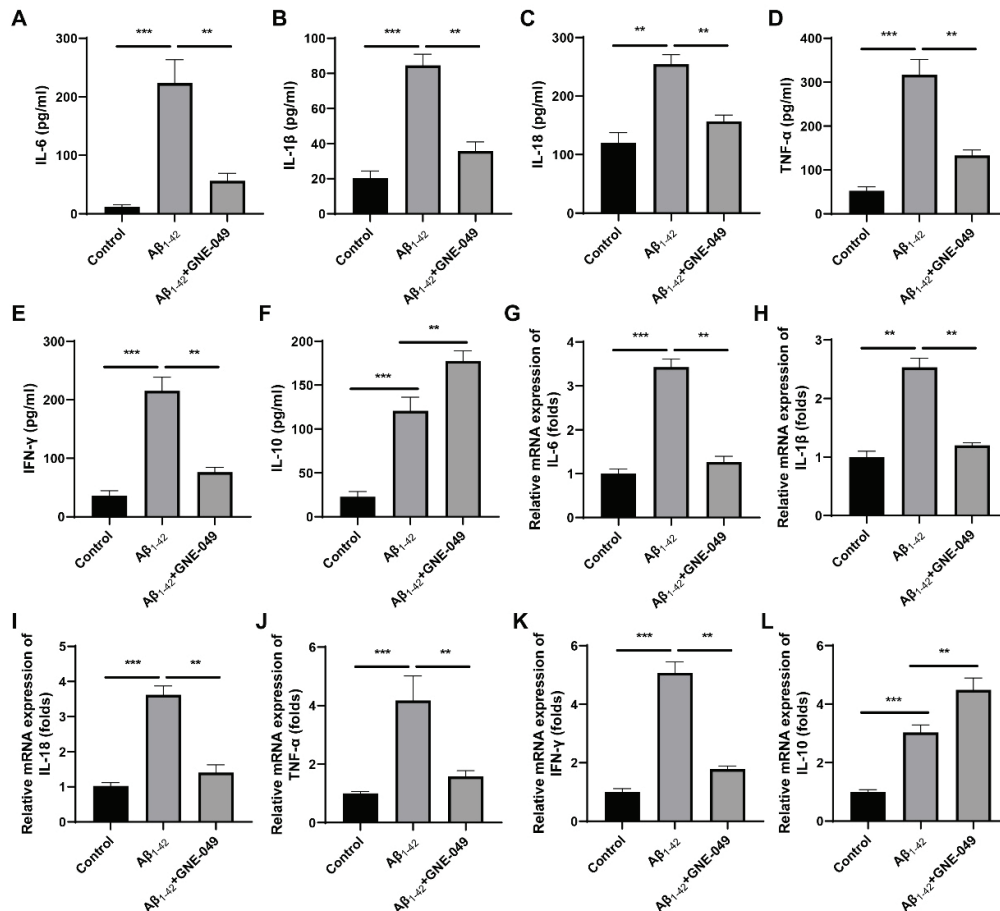 A
IL-6 (pg/ml)
300
200
100
0
***
**
Control
Aβ₁₋₄₂
Aβ₁₋₄₂+GNE-049
B
IL-1β (pg/ml)
100
80
60
40
20
0
***
**
Control
Aβ₁₋₄₂
Aβ₁₋₄₂+GNE-049
C
IL-18 (pg/ml)
300
200
100
0
**
**
Control
Aβ₁₋₄₂
Aβ₁₋₄₂+GNE-049
D
TNF-α (pg/ml)
400
300
200
100
0
***
**
Control
Aβ₁₋₄₂
Aβ₁₋₄₂+GNE-049
E
IFN-γ (pg/ml)
300
200
100
0
***
**
Control
Aβ₁₋₄₂
Aβ₁₋₄₂+GNE-049
F
IL-10 (pg/ml)
200
150
100
50
0
***
**
Control
Aβ₁₋₄₂
Aβ₁₋₄₂+GNE-049
G
Relative mRNA expression of
IL-6 (folds)
4
3
2
1
0
***
**
Control
Aβ₁₋₄₂
Aβ₁₋₄₂+GNE-049
H
Relative mRNA expression of
IL-1β (folds)
3
2
1
0
**
**
Control
Aβ₁₋₄₂
Aβ₁₋₄₂+GNE-049
I
Relative mRNA expression of
IL-18 (folds)
5
4
3
2
1
0
***
**
Control
Aβ₁₋₄₂
Aβ₁₋₄₂+GNE-049
J
Relative mRNA expression of
TNF-α (folds)
6
4
2
0
***
**
Control
Aβ₁₋₄₂
Aβ₁₋₄₂+GNE-049
K
Relative mRNA expression of
IFN-γ (folds)
6
4
2
0
***
**
Control
Aβ₁₋₄₂
Aβ₁₋₄₂+GNE-049
L
Relative mRNA expression of
IL-10 (folds)
6
4
2
0
***
**
Control
Aβ₁₋₄₂
Aβ₁₋₄₂+GNE-049